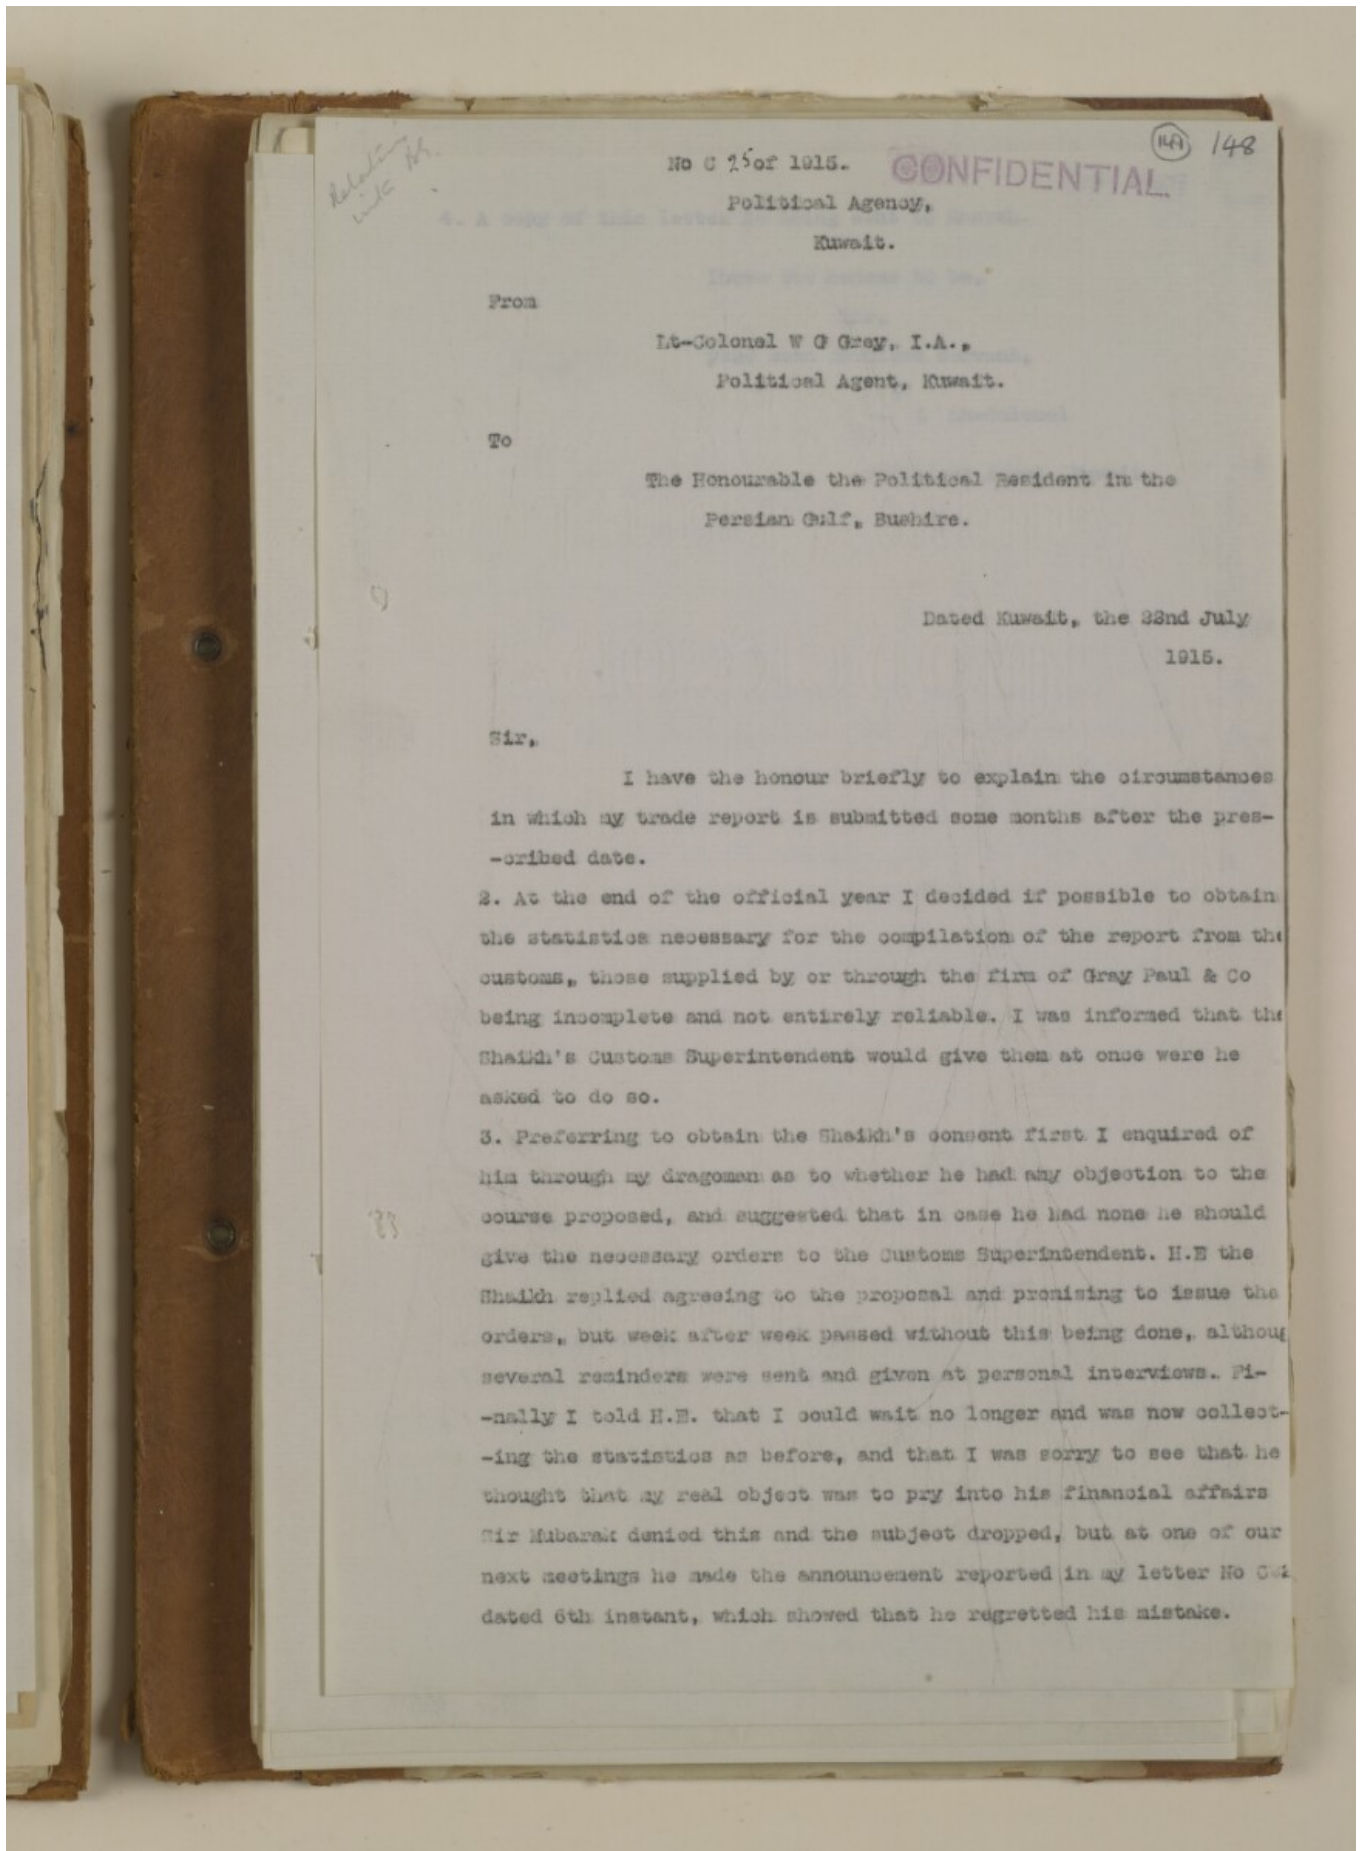 148
No C 25 of 1915.
CONFIDENTIAL.
Political Agency,
Kuwait.
From
Lt-Colonel W G Grey, I.A.,
Political Agent, Kuwait.
To
The Honourable the Political Resident in the
Persian Gulf, Bushire.
Dated Kuwait, the 22nd July
1915.
Sir,
I have the honour briefly to explain the circumstances
in which my trade report is submitted some months after the pres-
-cribed date.
2. At the end of the official year I decided if possible to obtain
the statistics necessary for the compilation of the report from the
customs, those supplied by or through the firm of Gray Paul & Co
being incomplete and not entirely reliable. I was informed that the
Shaikh's Customs Superintendent would give them at once were he
asked to do so.
3. Preferring to obtain the Shaikh's consent first I enquired of
him through my dragoman as to whether he had any objection to the
course proposed, and suggested that in case he had none he should
give the necessary orders to the Customs Superintendent. H.E the
Shaikh replied agreeing to the proposal and promising to issue the
orders, but week after week passed without this being done, althoug
several reminders were sent and given at personal interviews. Fi-
-nally I told H.E. that I could wait no longer and was now collect-
-ing the statistics as before, and that I was sorry to see that he
thought that my real object was to pry into his financial affairs
Sir Mubarak denied this and the subject dropped, but at one of our
next meetings he made the announcement reported in my letter No
dated 6th instant, which showed that he regretted his mistake.